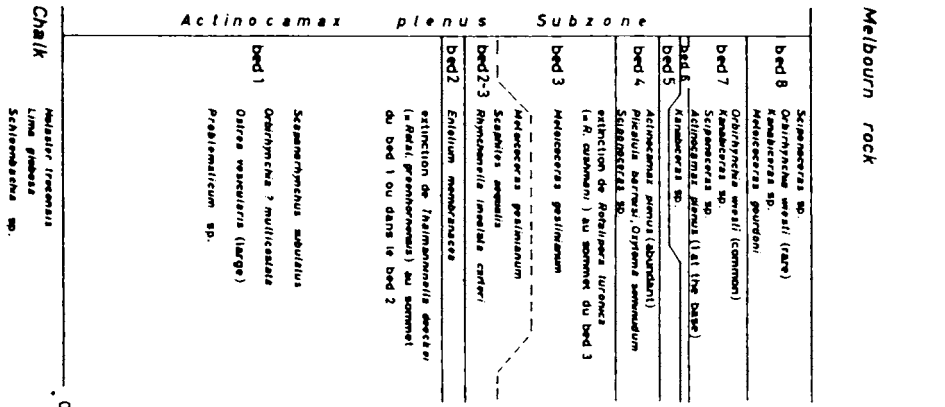 Melbourn rock
Actinocamax plenus Subzone
bed 8
Sciponoceras sp.
Orbirhynchia wiesti (rare)
Kanabiceras sp.
Metoicoceras gourdoni
bed 7
Orbirhynchia wiesti (common)
Kanabiceras sp.
Sciponoceras sp.
Actinocamax plenus (1 at the base)
bed 6
Kanabiceras sp.
bed 5
bed 4
Actinocamax plenus (abundant)
Plicatula barroisi, Oxytoma seminudum
Sciponoceras sp.
bed 3
extinction de Rotalipora turonica
(= R. cushmani) au sommet du bed 3
Metoicoceras geslinianum
Metoicoceras geslinianum
Scaphites aequalis
bed 2-3
Rhynchonella lineolata carteri
bed 2
Entolium membranacea
extinction de Thalmanninella deeckei
(= Rotal. greenhornensis) au sommet
du bed 1 ou dans le bed 2
bed 1
Orbirhynchia ? multicostata
Ostrea vesicularis (large)
Problematicum sp.
Chalk
Holaster trecensis
Lima globosa
Schloenbachia sp.